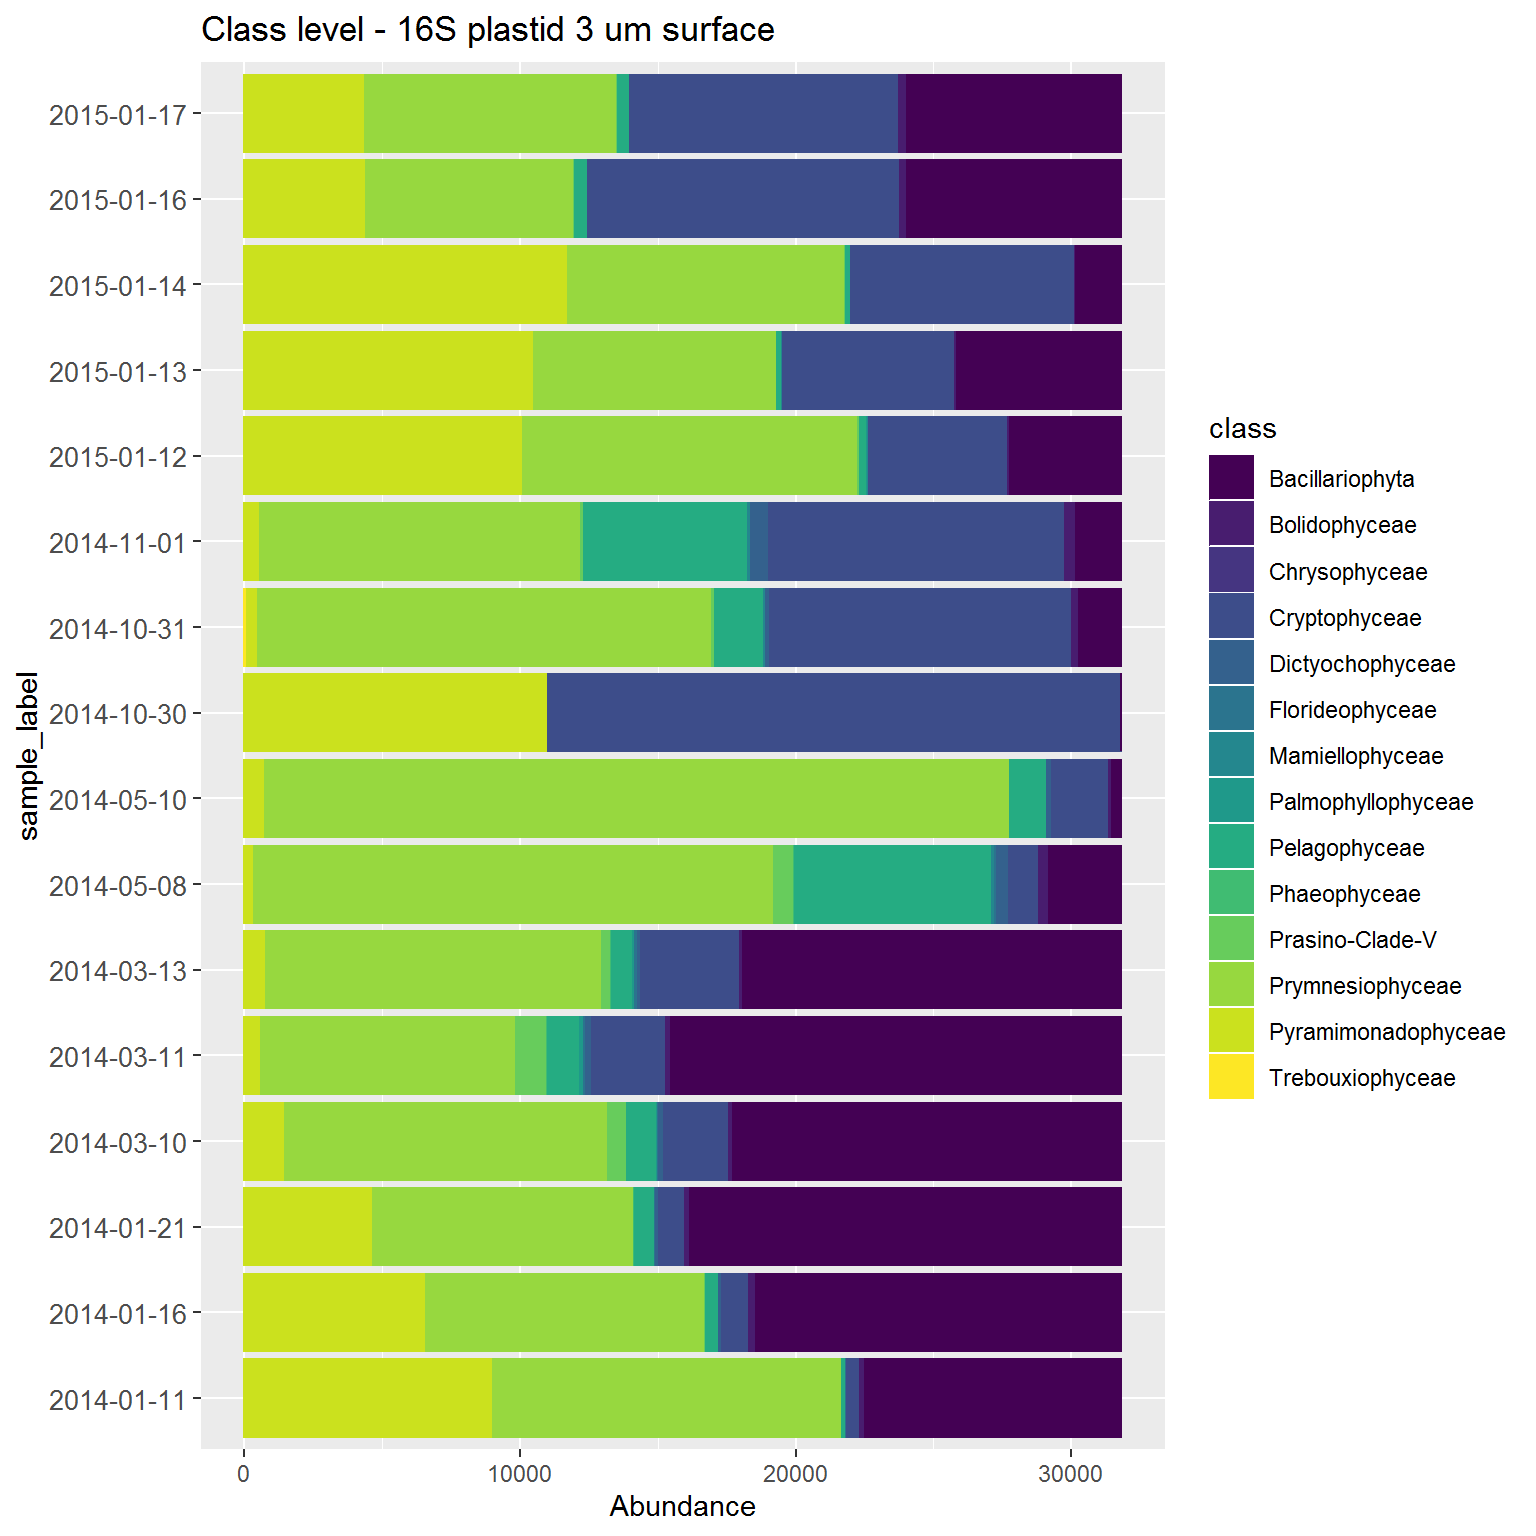 Class level - 16S plastid 3 um surface
2015-01-17
2015-01-16
2015-01-14
2015-01-13
2015-01-12
2014-11-01
2014-10-31
2014-10-30
2014-05-10
2014-05-08
2014-03-13
2014-03-11
2014-03-10
2014-01-21
2014-01-16
2014-01-11
sample_label
0 10000 20000 30000
Abundance
class
Bacillariophyta
Bolidophyceae
Chrysophyceae
Cryptophyceae
Dictyochophyceae
Florideophyceae
Mamiellophyceae
Palmophyllophyceae
Pelagophyceae
Phaeophyceae
Prasino-Clade-V
Prymnesiophyceae
Pyramimonadophyceae
Trebouxiophyceae